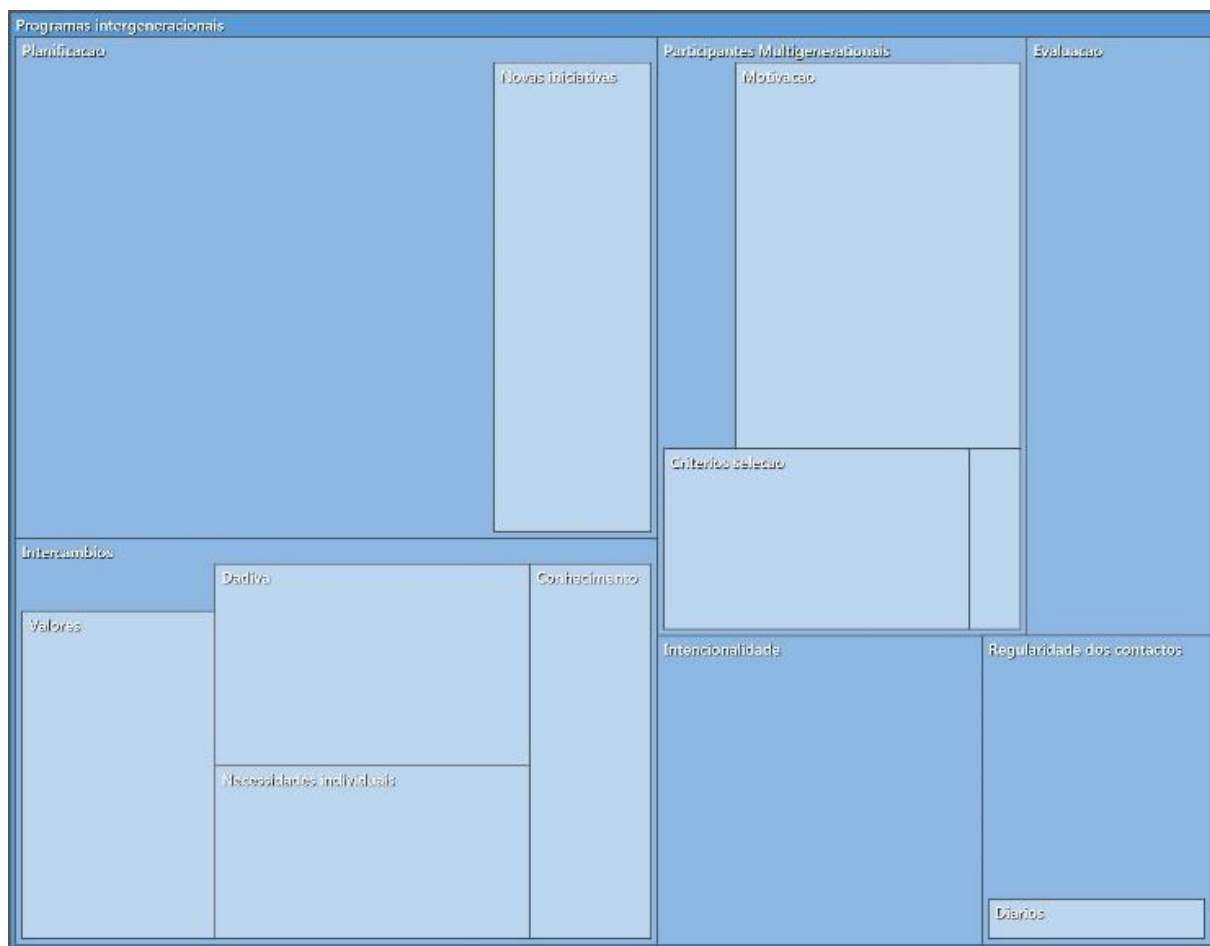 Programas intergeneracionais
Planificacao
Novas iniciativas
Participantes Multigenerationais
Motivacao
Criterios selecao
Evaluacao
Intercambios
Valores
Dadiva
Necessidades individuais
Conhecimento
Intencionalidade
Regularidade dos contactos
Diarios